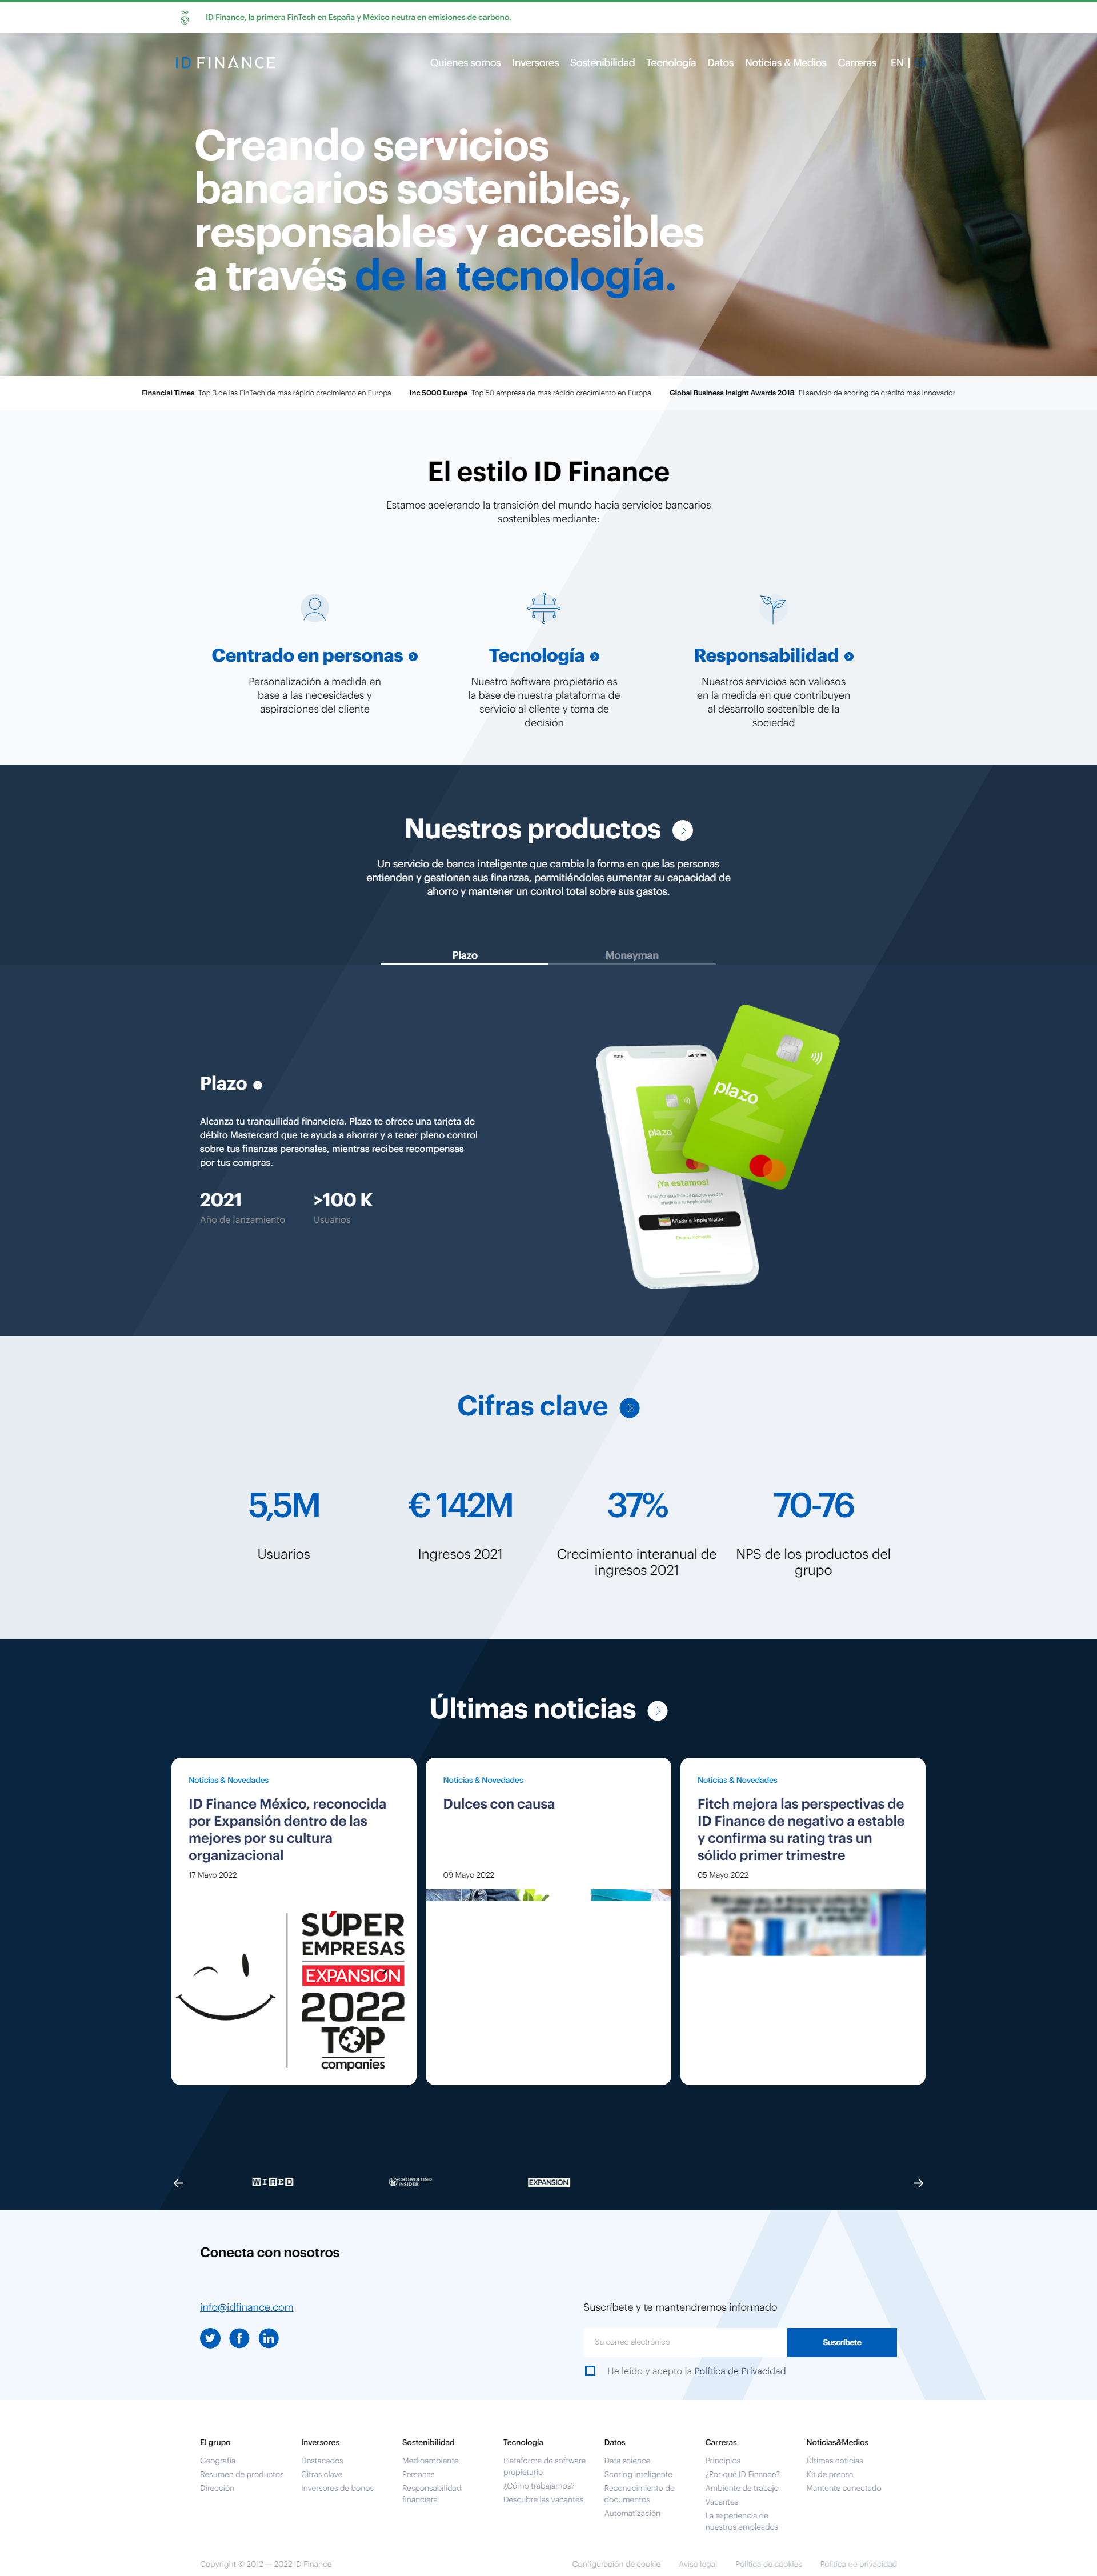 ID Finance, la primera FinTech en España y México neutra en emisiones de carbono.
ID FINANCE
Quienes somos Inversores Sostenibilidad Tecnología Datos Noticias & Medios Carreras EN |
Creando servicios
bancarios sostenibles,
responsables y accesibles
a través de la tecnología.
Financial Times Top 3 de las FinTech de más rápido crecimiento en Europa Inc 5000 Europe Top 50 empresa de más rápido crecimiento en Europa Global Business Insight Awards 2018 El servicio de scoring de crédito más innovador
El estilo ID Finance
Estamos acelerando la transición del mundo hacia servicios bancarios
sostenibles mediante:
Centrado en personas
Personalización a medida en
base a las necesidades y
aspiraciones del cliente
Tecnología
Nuestro software propietario es
la base de nuestra plataforma de
servicio al cliente y toma de
decisión
Responsabilidad
Nuestros servicios son valiosos
en la medida en que contribuyen
al desarrollo sostenible de la
sociedad
Nuestros productos
Un servicio de banca inteligente que cambia la forma en que las personas
entienden y gestionan sus finanzas, permitiéndoles aumentar su capacidad de
ahorro y mantener un control total sobre sus gastos.
Plazo Moneyman
Plazo
Alcanza tu tranquilidad financiera. Plazo te ofrece una tarjeta de
débito Mastercard que te ayuda a ahorrar y a tener pleno control
sobre tus finanzas personales, mientras recibes recompensas
por tus compras.
2021
Año de lanzamiento
>100 K
Usuarios
9:05
plazo
plazo
¡Ya estamos!
Añadir a Apple Wallet
En otro momento
Cifras clave
5,5M
Usuarios
€ 142M
Ingresos 2021
37%
Crecimiento interanual de
ingresos 2021
70-76
NPS de los productos del
grupo
Últimas noticias
Noticias & Novedades
ID Finance México, reconocida
por Expansión dentro de las
mejores por su cultura
organizacional
17 Mayo 2022
SÚPER
EMPRESAS
EXPANSIÓN
2022
TOP
companies
Noticias & Novedades
Dulces con causa
09 Mayo 2022
Noticias & Novedades
Fitch mejora las perspectivas de
ID Finance de negativo a estable
y confirma su rating tras un
sólido primer trimestre
05 Mayo 2022
WIRED
CROWDFUND
INSIDER
EXPANSION
Conecta con nosotros
info@idfinance.com
Suscríbete y te mantendremos informado
Su correo electrónico
Suscríbete
He leído y acepto la Política de Privacidad
El grupo
Geografía
Resumen de productos
Dirección
Inversores
Destacados
Cifras clave
Inversores de bonos
Sostenibilidad
Medioambiente
Personas
Responsabilidad
financiera
Tecnología
Plataforma de software
propietario
¿Cómo trabajamos?
Descubre las vacantes
Datos
Data science
Scoring inteligente
Reconocimiento de
documentos
Automatización
Carreras
Principios
¿Por qué ID Finance?
Ambiente de trabajo
Vacantes
La experiencia de
nuestros empleados
Noticias&Medios
Últimas noticias
Kit de prensa
Mantente conectado
Copyright © 2012 — 2022 ID Finance
Configuración de cookie Aviso legal Política de cookies Política de privacidad